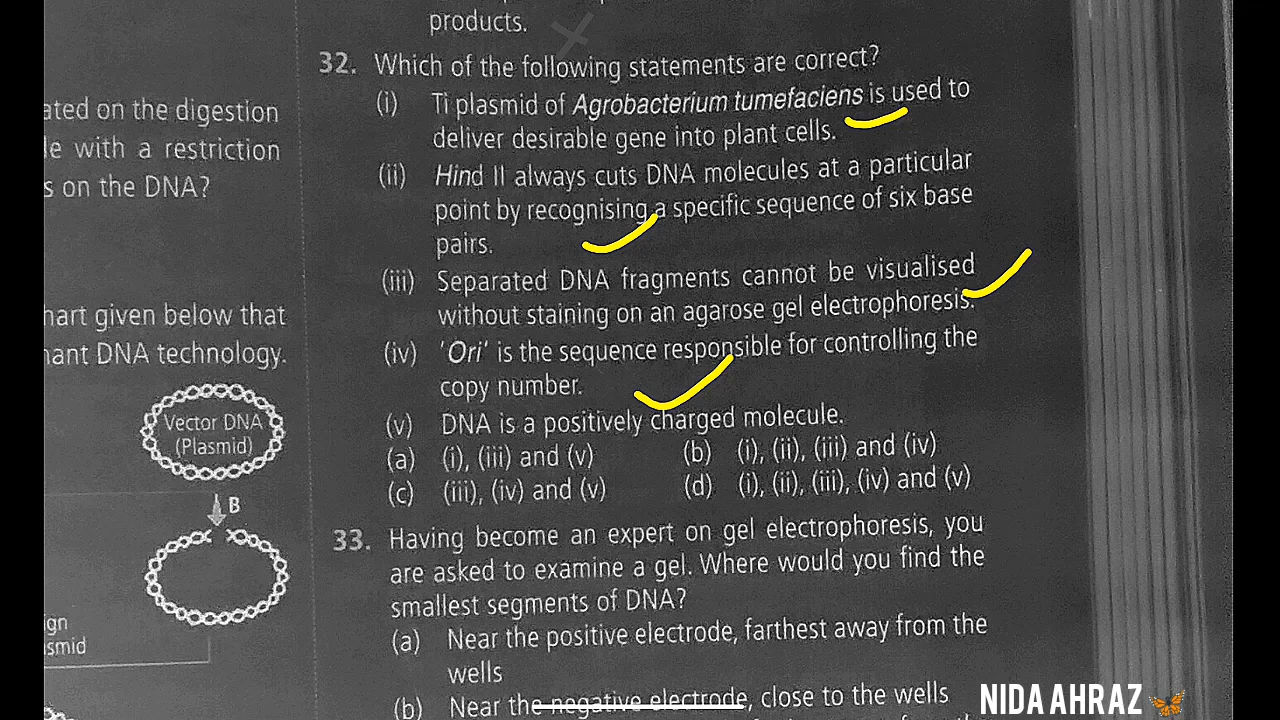 products.
32. Which of the following statements are correct?
(i) Ti plasmid of Agrobacterium tumefaciens is used to
deliver desirable gene into plant cells.
(ii) Hind II always cuts DNA molecules at a particular
point by recognising a specific sequence of six base
pairs.
(iii) Separated DNA fragments cannot be visualised
without staining on an agarose gel electrophoresis.
(iv) 'Ori' is the sequence responsible for controlling the
copy number.
(v) DNA is a positively charged molecule.
(a) (i), (iii) and (v) (b) (i), (ii), (iii) and (iv)
(c) (iii), (iv) and (v) (d) (i), (ii), (iii), (iv) and (v)
33. Having become an expert on gel electrophoresis, you
are asked to examine a gel. Where would you find the
smallest segments of DNA?
(a) Near the positive electrode, farthest away from the
wells
(b) Near the negative electrode, close to the wells
ated on the digestion
le with a restriction
s on the DNA?
hart given below that
nant DNA technology.
Vector DNA
(Plasmid)
B
ign
smid
NIDA AHRAZ